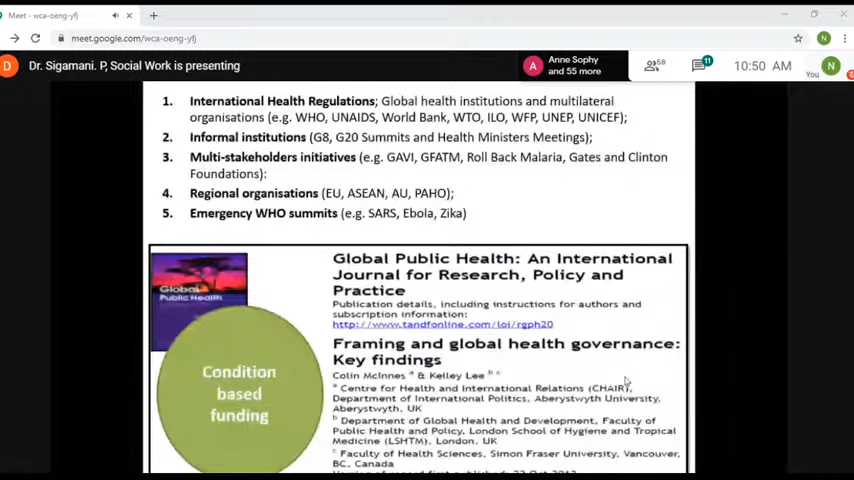 Meet - wca-oeng-yfj
meet.google.com/wca-oeng-yfj
N
D
Dr. Sigamani. P, Social Work is presenting
A
Anne Sophy
and 55 more
58
11
10:50 AM
You
N
1. International Health Regulations; Global health institutions and multilateral
organisations (e.g. WHO, UNAIDS, World Bank, WTO, ILO, WFP, UNEP, UNICEF);
2. Informal institutions (G8, G20 Summits and Health Ministers Meetings);
3. Multi-stakeholders initiatives (e.g. GAVI, GFATM, Roll Back Malaria, Gates and Clinton
Foundations):
4. Regional organisations (EU, ASEAN, AU, PAHO);
5. Emergency WHO summits (e.g. SARS, Ebola, Zika)
Global
Public Health
Condition
based
funding
Global Public Health: An International
Journal for Research, Policy and
Practice
Publication details, including instructions for authors and
subscription information:
http://www.tandfonline.com/loi/rgph20
Framing and global health governance:
Key findings
Colin McInnes a & Kelley Lee b c
a Centre for Health and International Relations (CHAIR),
Department of International Politics, Aberystwyth University,
Aberystwyth, UK
b Department of Global Health and Development, Faculty of
Public Health and Policy, London School of Hygiene and Tropical
Medicine (LSHTM), London, UK
c Faculty of Health Sciences, Simon Fraser University, Vancouver,
BC, Canada
Version of record first published: 22 Oct 2012